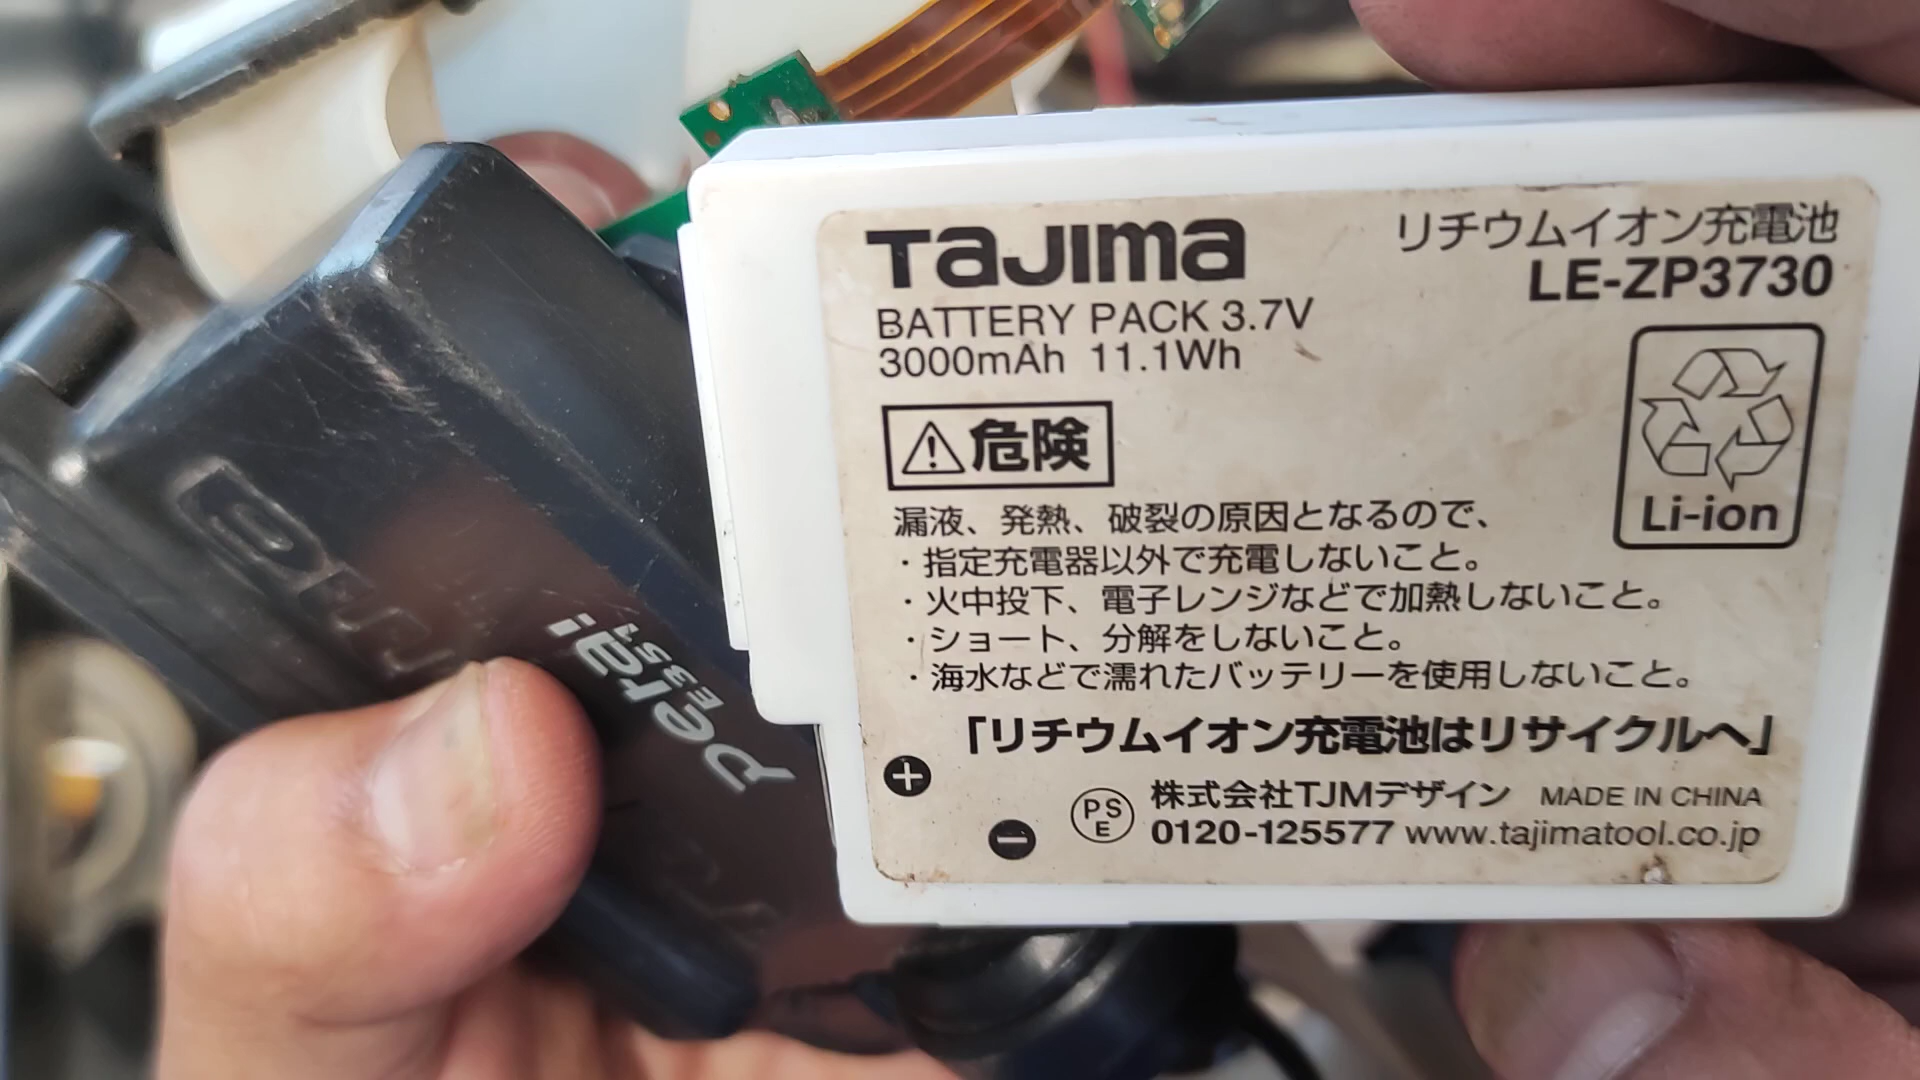 TaJIma
リチウムイオン充電池
LE-ZP3730
BATTERY PACK 3.7V
3000mAh 11.1Wh
危険
Li-ion
漏液、発熱、破裂の原因となるので、
・指定充電器以外で充電しないこと。
・火中投下、電子レンジなどで加熱しないこと。
・ショート、分解をしないこと。
・海水などで濡れたバッテリーを使用しないこと。
「リチウムイオン充電池はリサイクルへ」
+
-
PS
E
株式会社TJMデザイン MADE IN CHINA
0120-125577 www.tajimatool.co.jp
peta i
E351